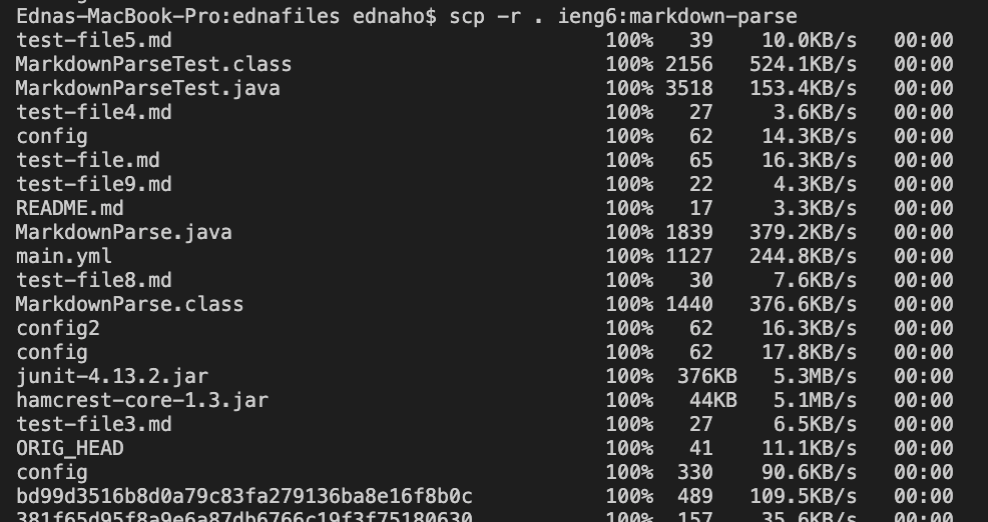 Ednas-MacBook-Pro:ednafiles ednaho$ scp -r . ieng6:markdown-parse
test-file5.md 100% 39 10.0KB/s 00:00
MarkdownParseTest.class 100% 2156 524.1KB/s 00:00
MarkdownParseTest.java 100% 3518 153.4KB/s 00:00
test-file4.md 100% 27 3.6KB/s 00:00
config 100% 62 14.3KB/s 00:00
test-file.md 100% 65 16.3KB/s 00:00
test-file9.md 100% 22 4.3KB/s 00:00
README.md 100% 17 3.3KB/s 00:00
MarkdownParse.java 100% 1839 379.2KB/s 00:00
main.yml 100% 1127 244.8KB/s 00:00
test-file8.md 100% 30 7.6KB/s 00:00
MarkdownParse.class 100% 1440 376.6KB/s 00:00
config2 100% 62 16.3KB/s 00:00
config 100% 62 17.8KB/s 00:00
junit-4.13.2.jar 100% 376KB 5.3MB/s 00:00
hamcrest-core-1.3.jar 100% 44KB 5.1MB/s 00:00
test-file3.md 100% 27 6.5KB/s 00:00
ORIG_HEAD 100% 41 11.1KB/s 00:00
config 100% 330 90.6KB/s 00:00
bd99d3516b8d0a79c83fa279136ba8e16f8b0c 100% 489 109.5KB/s 00:00
381f65d95f8a9e6a87db6766c19f3f75180630 100% 157 35.6KB/s 00:00